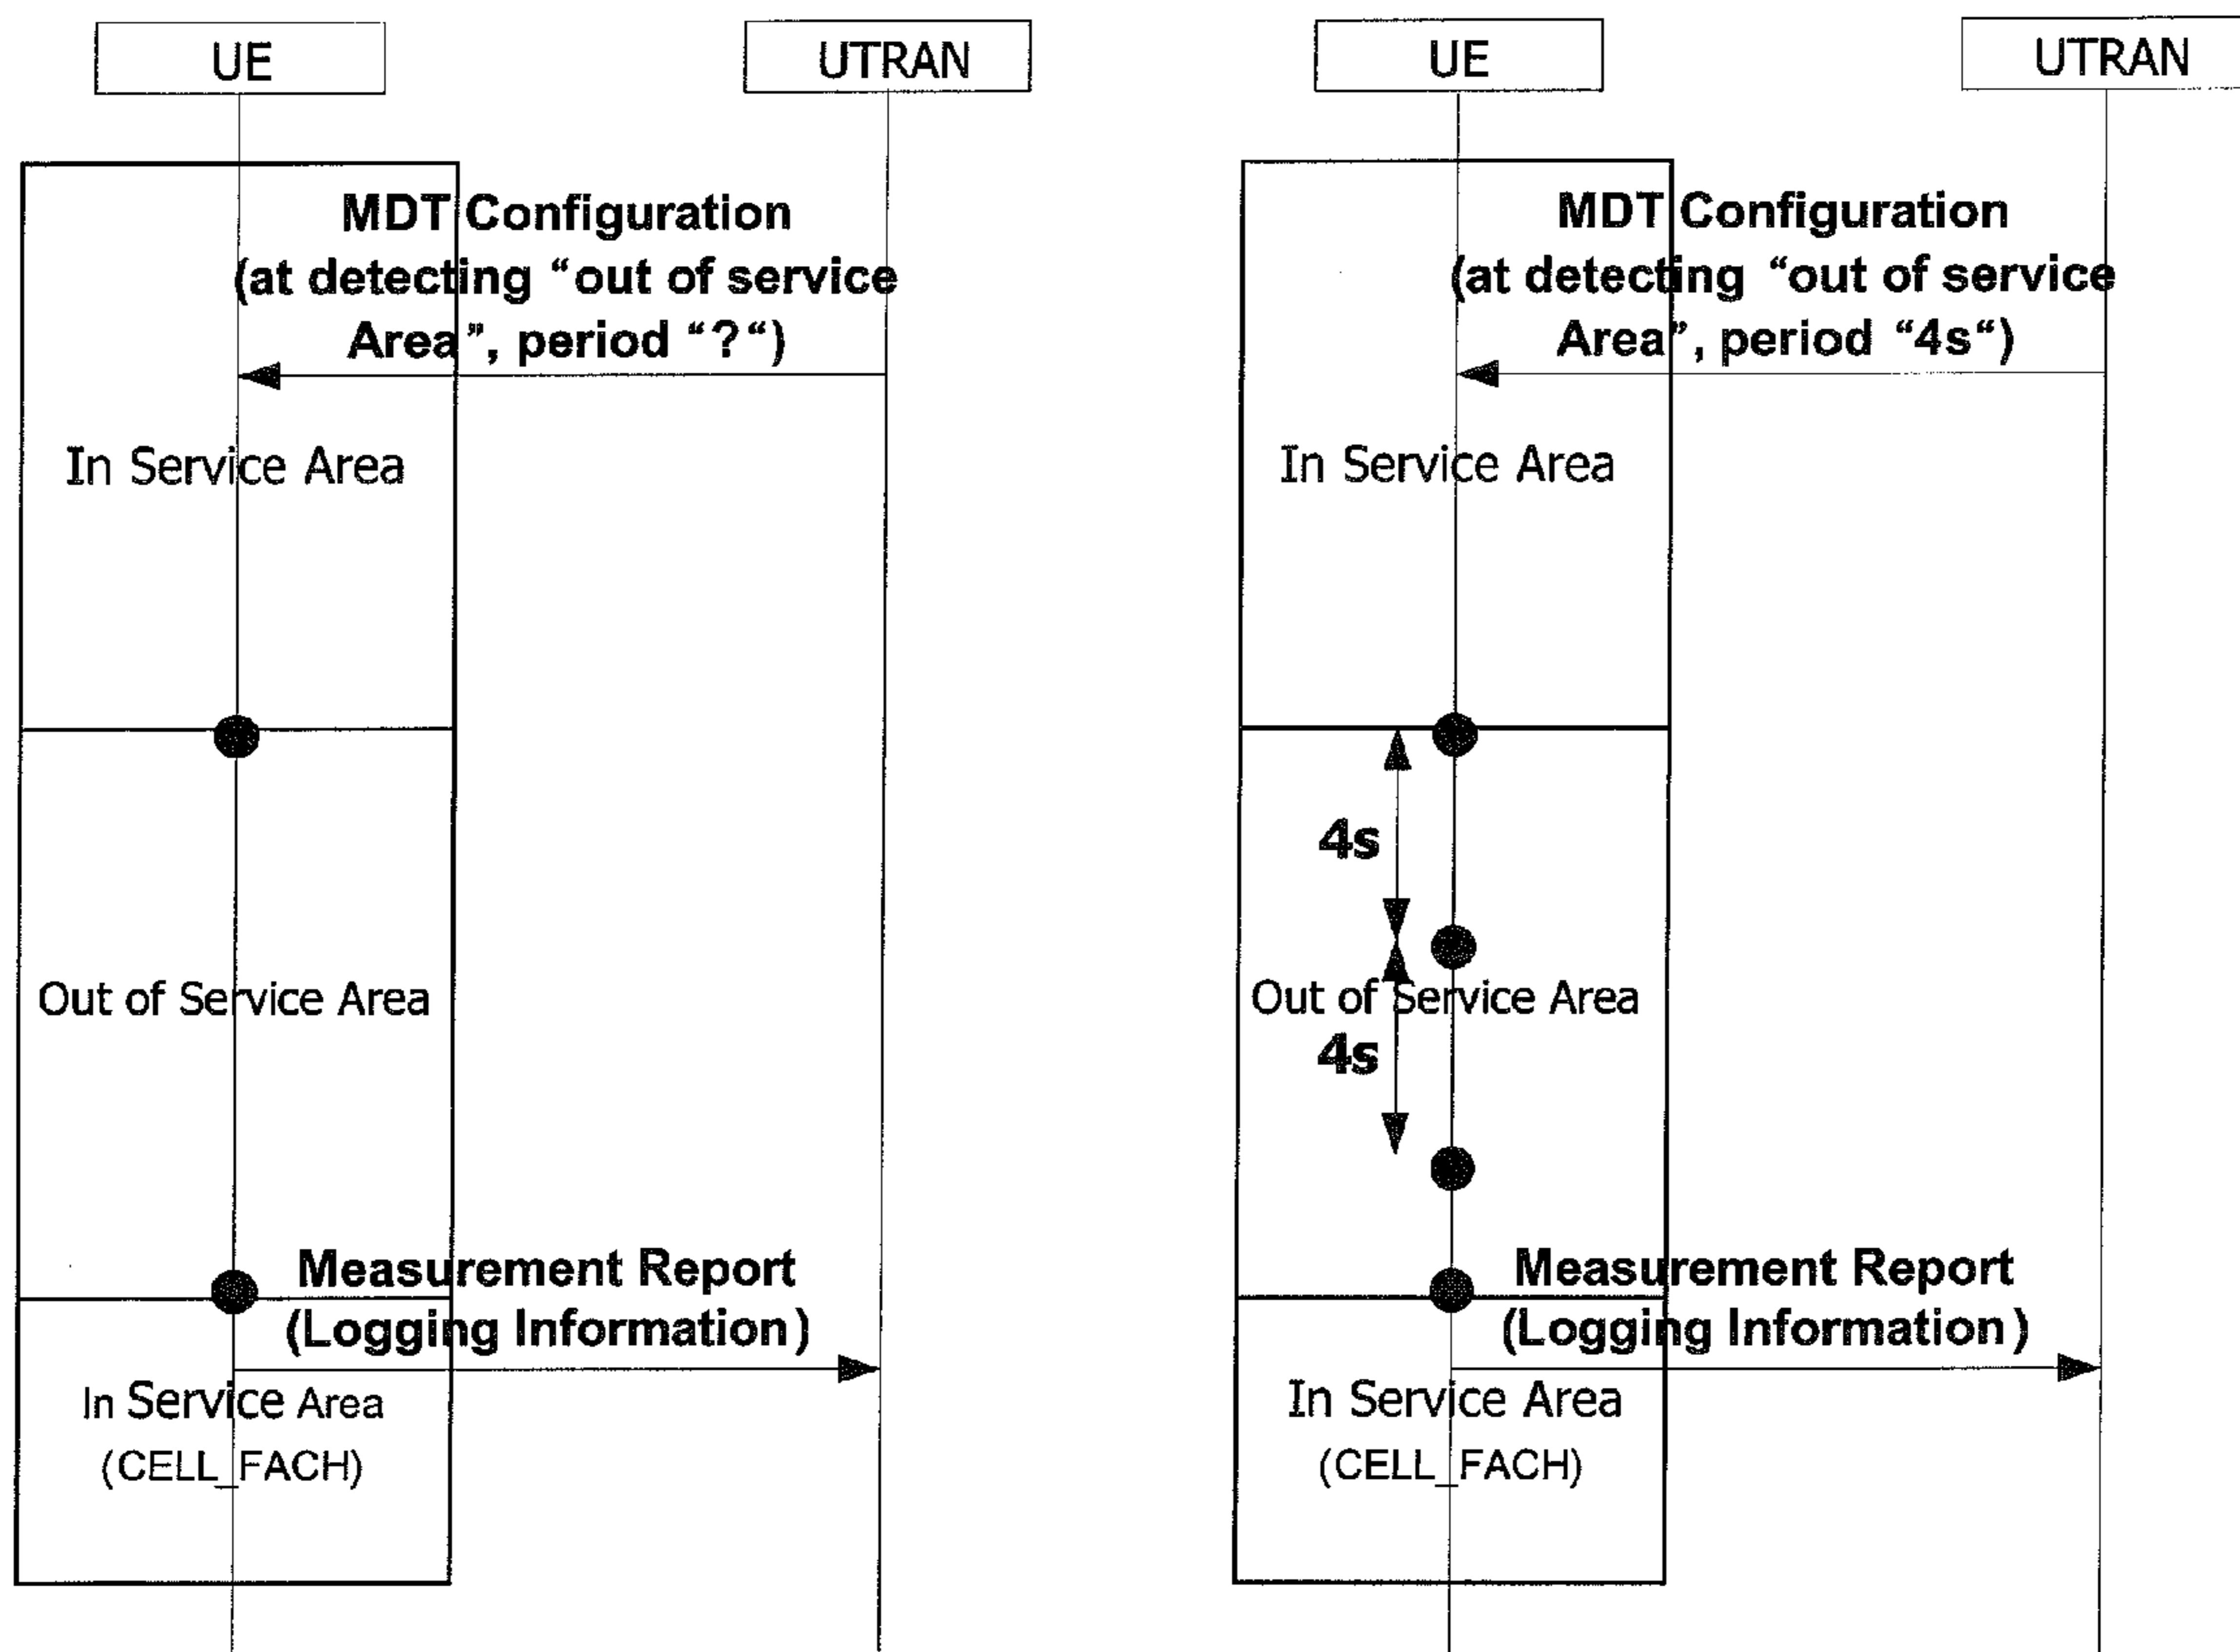 UE
UTRAN
MDT Configuration
(at detecting “out of service
Area”, period “?“)
In Service Area
Out of Service Area
Measurement Report
(Logging Information)
In Service Area
(CELL_FACH)
UE
UTRAN
MDT Configuration
(at detecting “out of service
Area”, period “4s“)
In Service Area
4s
Out of Service Area
4s
Measurement Report
(Logging Information)
In Service Area
(CELL_FACH)